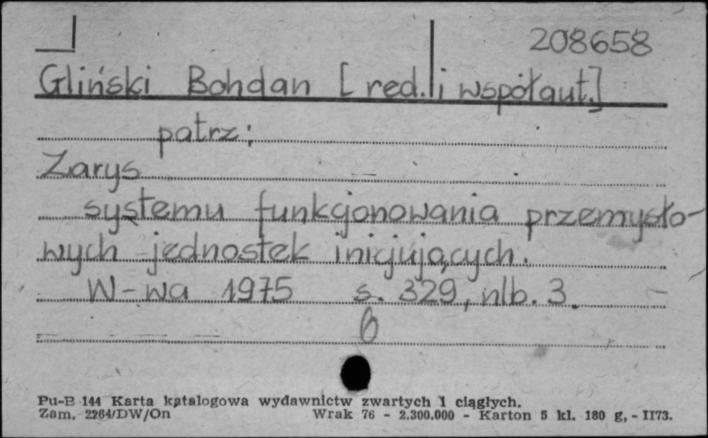 208658
Gliński Bohdan [red. i współaut.]
patrz:
Zarys
systemu funkcjonowania przemysło-
wych jednostek inicjujących.
W-wa 1975 s. 329, nlb. 3.
Pu-B 144 Karta katalogowa wydawnictw zwartych i ciągłych.
Zam. 2264/DW/On Wrak 76 - 2.300.000 - Karton 5 kl. 180 g, - II73.